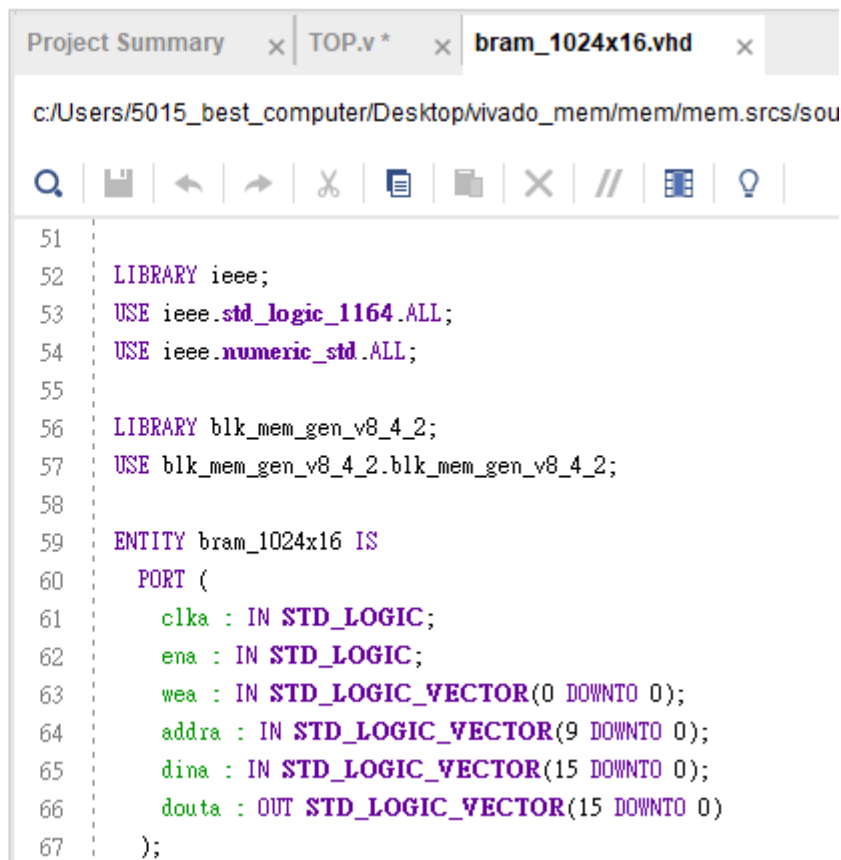 Project Summary × TOP.v * × bram_1024x16.vhd ×
c:/Users/5015_best_computer/Desktop/vivado_mem/mem/mem.srcs/sou
51
52 LIBRARY ieee;
53 USE ieee.std_logic_1164.ALL;
54 USE ieee.numeric_std.ALL;
55
56 LIBRARY blk_mem_gen_v8_4_2;
57 USE blk_mem_gen_v8_4_2.blk_mem_gen_v8_4_2;
58
59 ENTITY bram_1024x16 IS
60 PORT (
61 clka : IN STD_LOGIC;
62 ena : IN STD_LOGIC;
63 wea : IN STD_LOGIC_VECTOR(0 DOWNTO 0);
64 addra : IN STD_LOGIC_VECTOR(9 DOWNTO 0);
65 dina : IN STD_LOGIC_VECTOR(15 DOWNTO 0);
66 douta : OUT STD_LOGIC_VECTOR(15 DOWNTO 0)
67 );